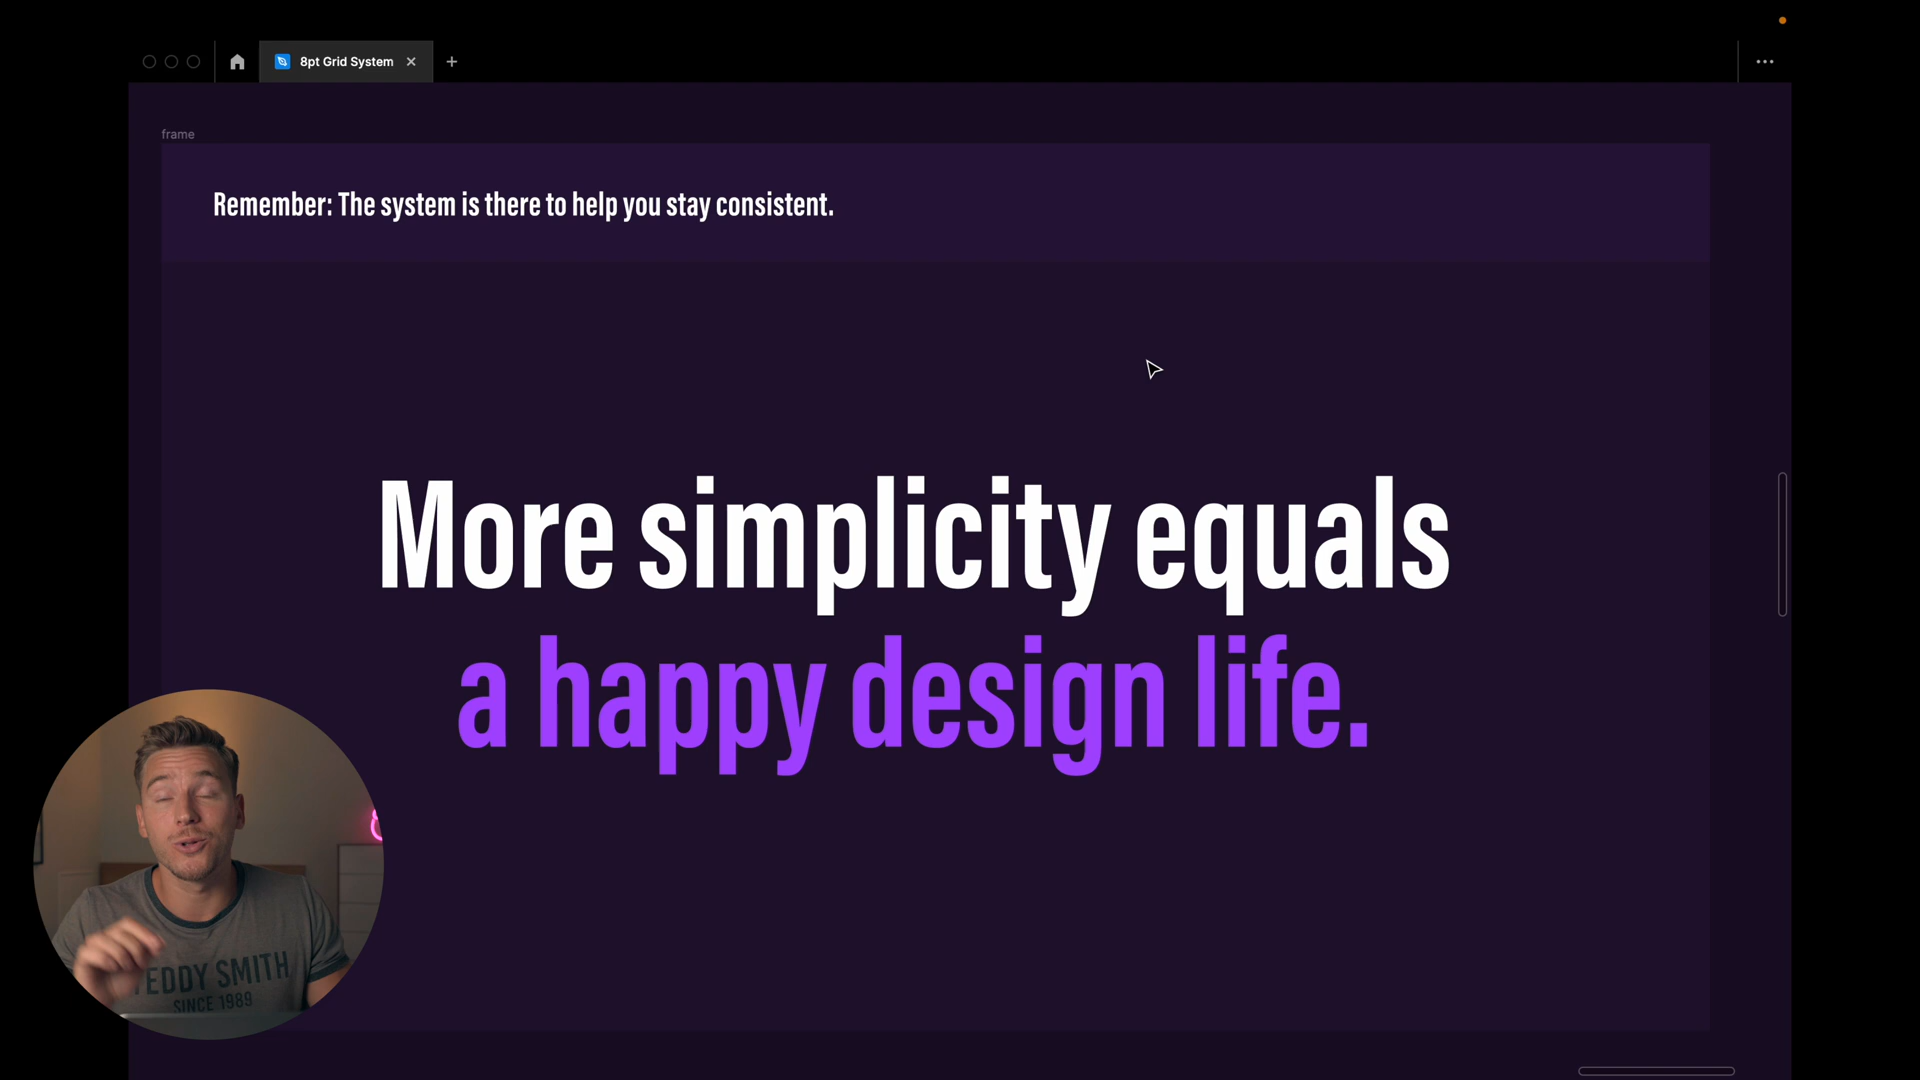 8pt Grid System
frame
Remember: The system is there to help you stay consistent.
More simplicity equals
a happy design life.
TEDDY SMITH
SINCE 1989